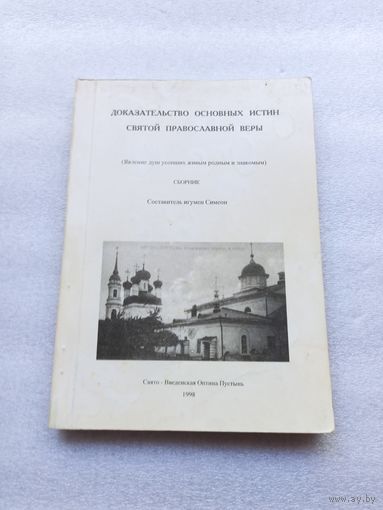 ДОКАЗАТЕЛЬСТВО ОСНОВНЫХ ИСТИН
СВЯТОЙ ПРАВОСЛАВНОЙ ВЕРЫ
(Явление душ усопших живым родным и знакомым)
СБОРНИК
Составитель игумен Симеон
Свято - Введенская Оптина Пустынь
1998
www.ay.by